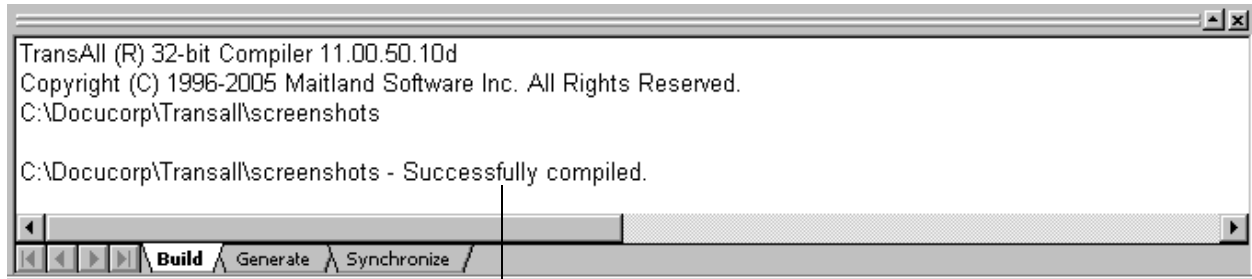 TransAll (R) 32-bit Compiler 11.00.50.10d
Copyright (C) 1996-2005 Maitland Software Inc. All Rights Reserved.
C:\Docucorp\Transall\screenshots
C:\Docucorp\Transall\screenshots - Successfully compiled.
Build Generate Synchronize